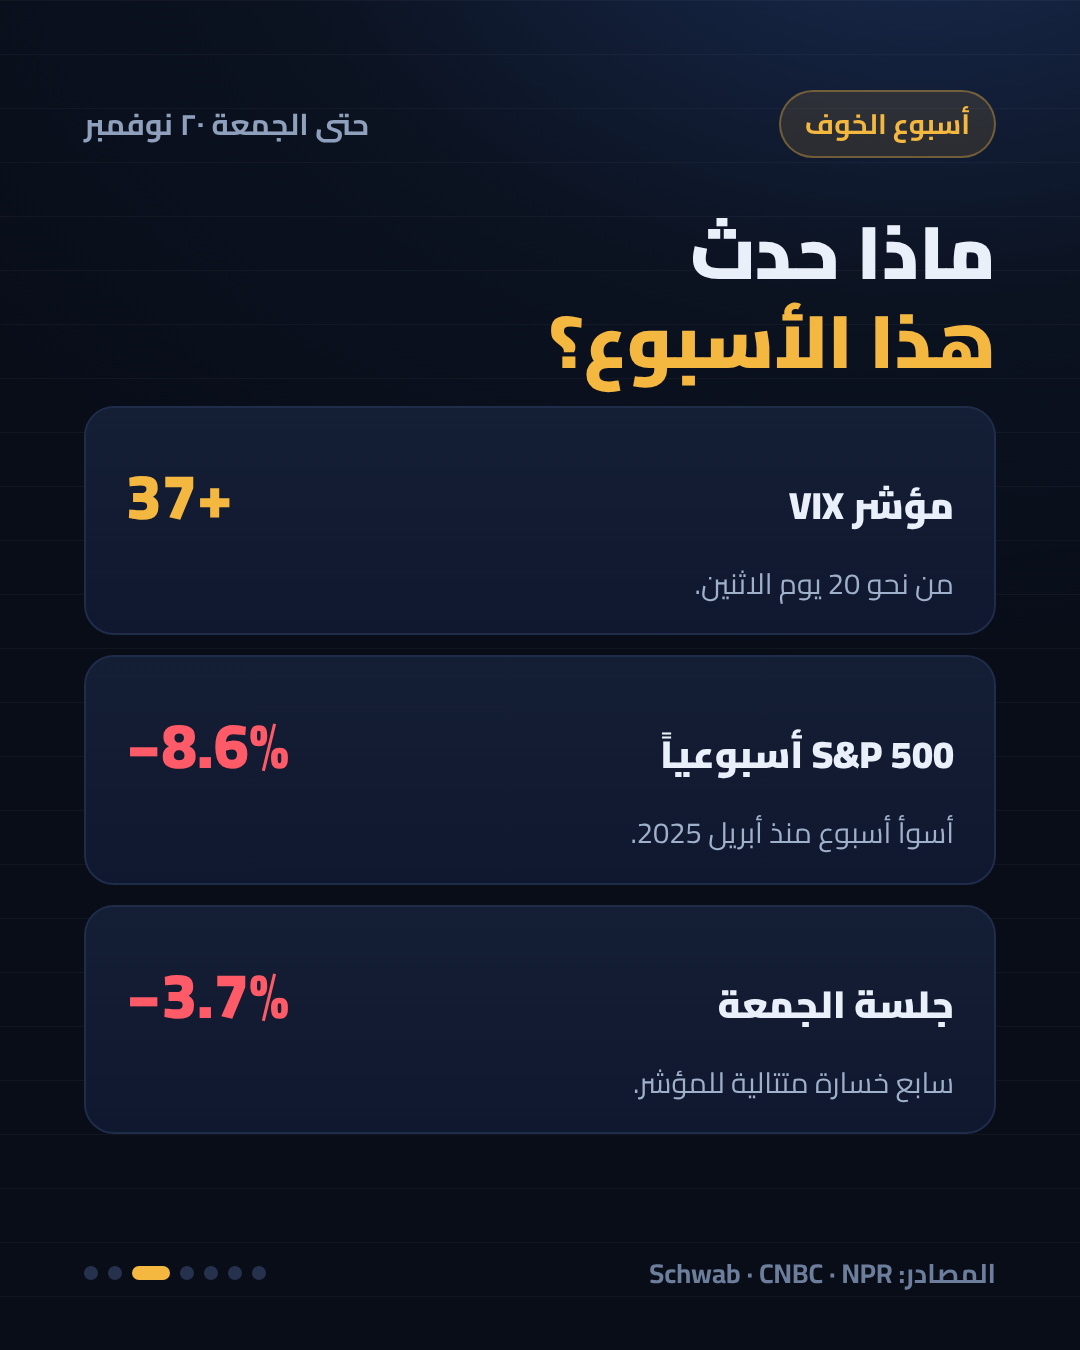 أسبوع الخوف
حتى الجمعة ٢٠ نوفمبر
ماذا حدث
هذا الأسبوع؟
مؤشر VIX
37+
من نحو 20 يوم الاثنين.
S&P 500 أسبوعياً
−8.6%
أسوأ أسبوع منذ أبريل 2025.
جلسة الجمعة
−3.7%
سابع خسارة متتالية للمؤشر.
المصادر: Schwab · CNBC · NPR